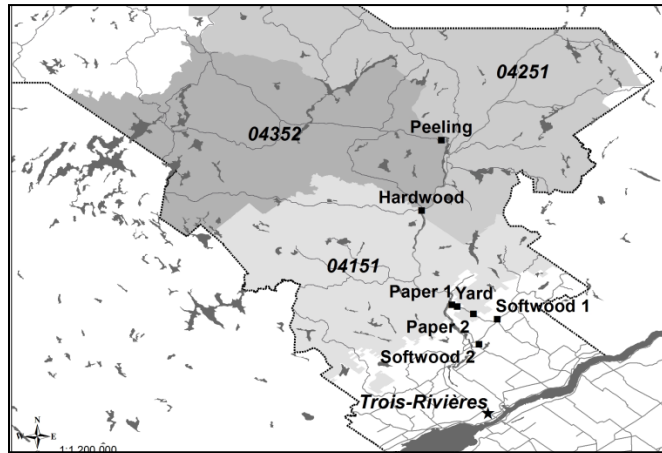 04251
Peeling
04352
Hardwood
04151
Paper 1 Yard
Softwood 1
Paper 2
Softwood 2
Trois-Rivières
N
W E
S
1:1 200 000